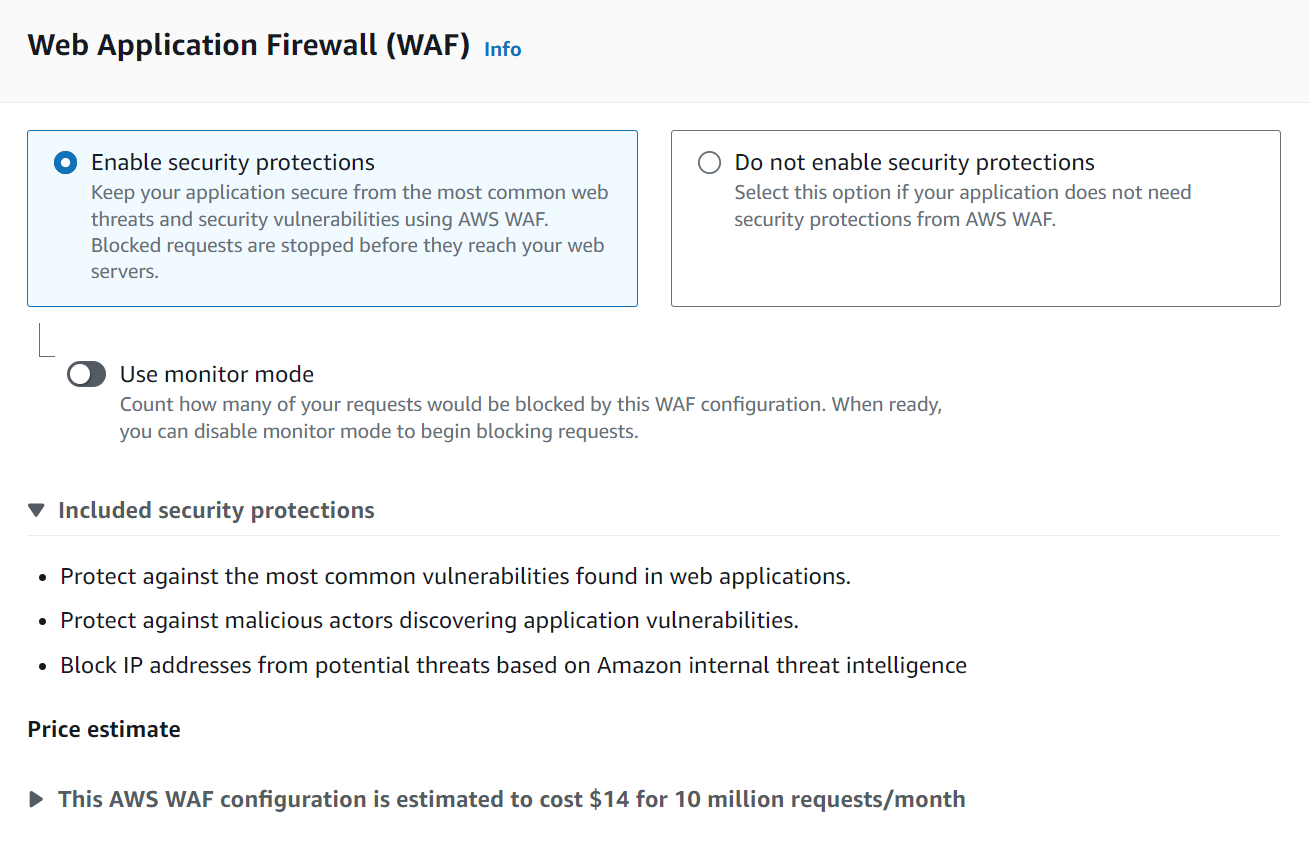 Web Application Firewall (WAF) Info
Enable security protections
Keep your application secure from the most common web
threats and security vulnerabilities using AWS WAF.
Blocked requests are stopped before they reach your web
servers.
Do not enable security protections
Select this option if your application does not need
security protections from AWS WAF.
Use monitor mode
Count how many of your requests would be blocked by this WAF configuration. When ready,
you can disable monitor mode to begin blocking requests.
Included security protections
Protect against the most common vulnerabilities found in web applications.
Protect against malicious actors discovering application vulnerabilities.
Block IP addresses from potential threats based on Amazon internal threat intelligence
Price estimate
This AWS WAF configuration is estimated to cost $14 for 10 million requests/month